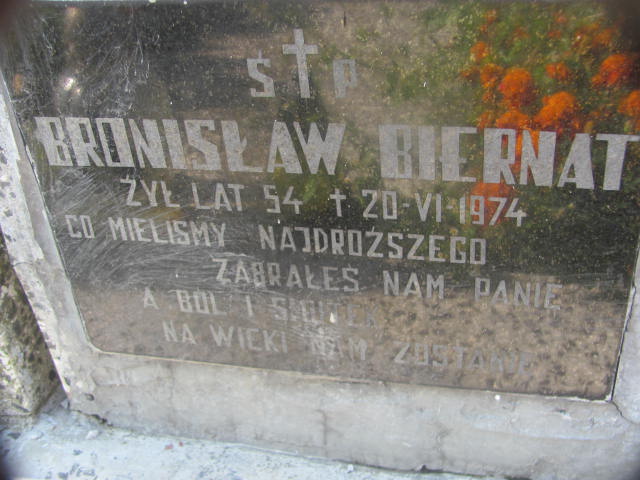 Ś † P
BRONISŁAW BIERNAT
ŻYŁ LAT 54 † 20-VI-1974
CO MIELIŚMY NAJDROŻSZEGO
ZABRAŁEŚ NAM PANIE
A BÓL I SMUTEK
NA WIEKI NAM ZOSTANIE